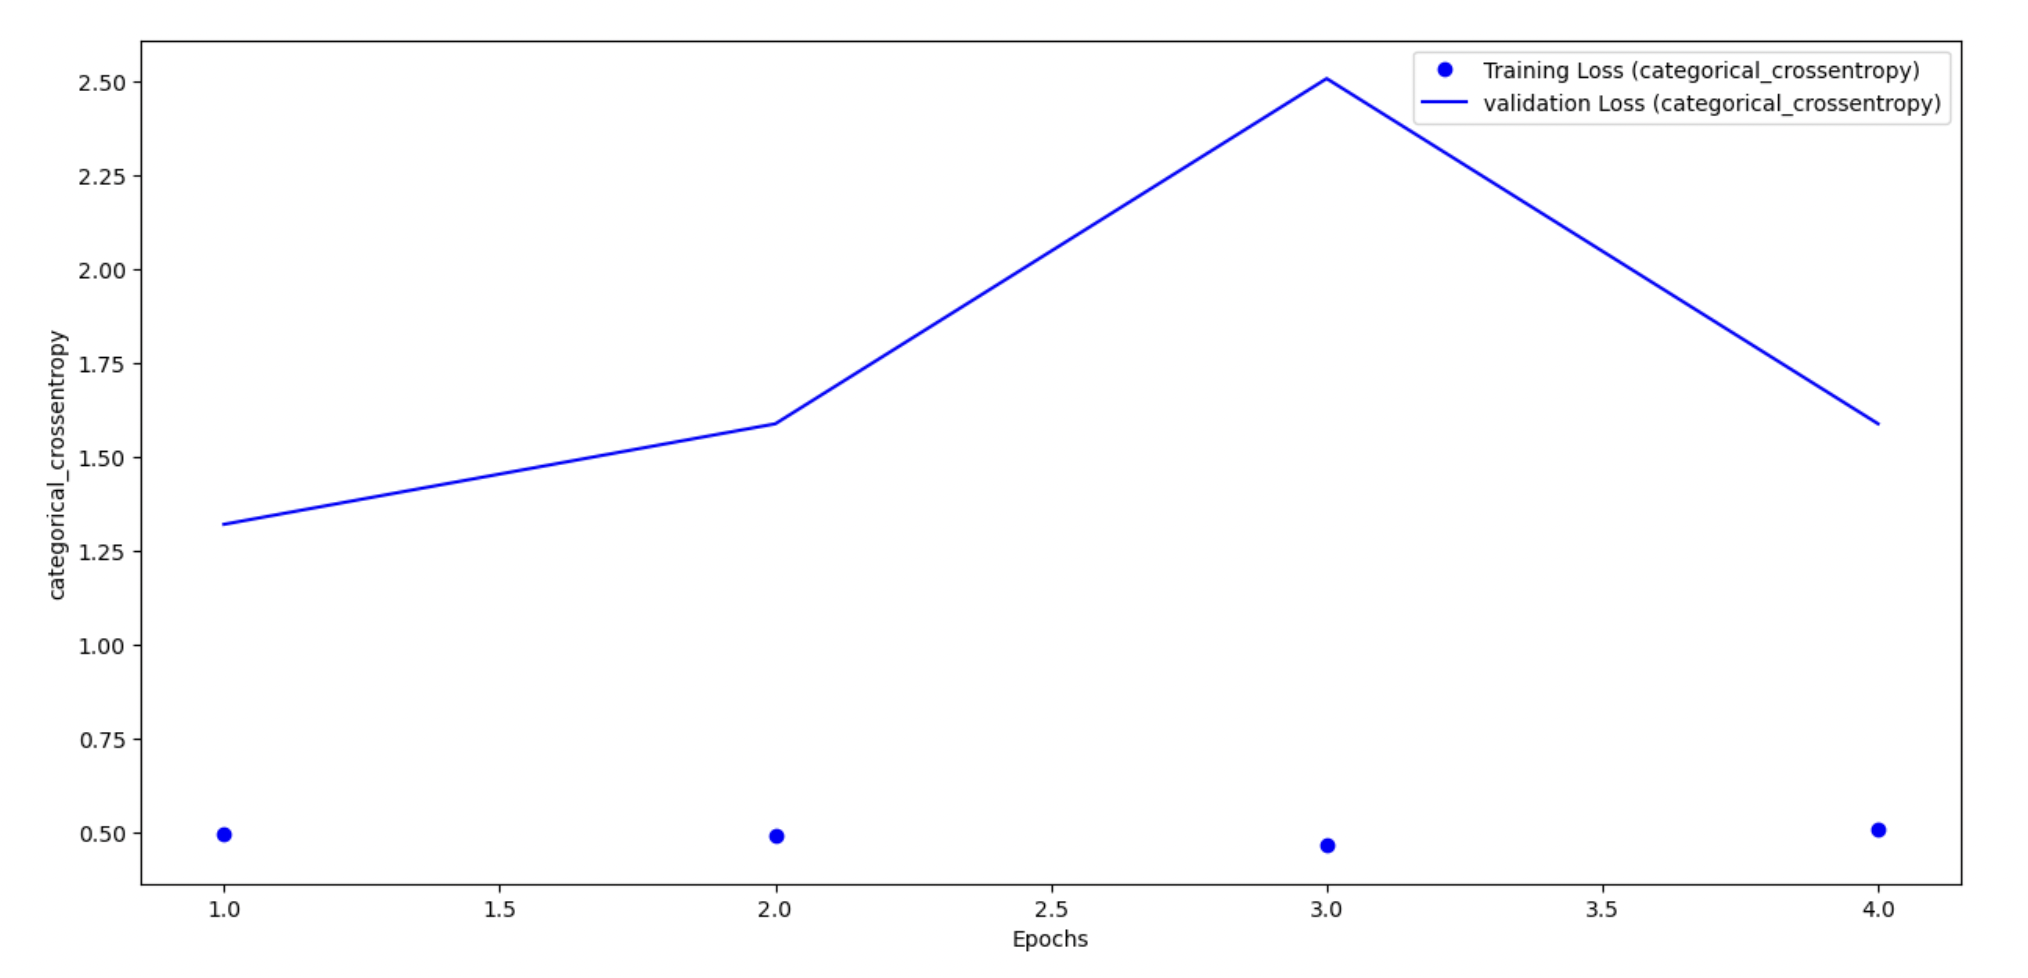 Training Loss (categorical_crossentropy)
validation Loss (categorical_crossentropy)
2.50
2.25
2.00
1.75
1.50
1.25
1.00
0.75
0.50
categorical_crossentropy
1.0 1.5 2.0 2.5 3.0 3.5 4.0
Epochs